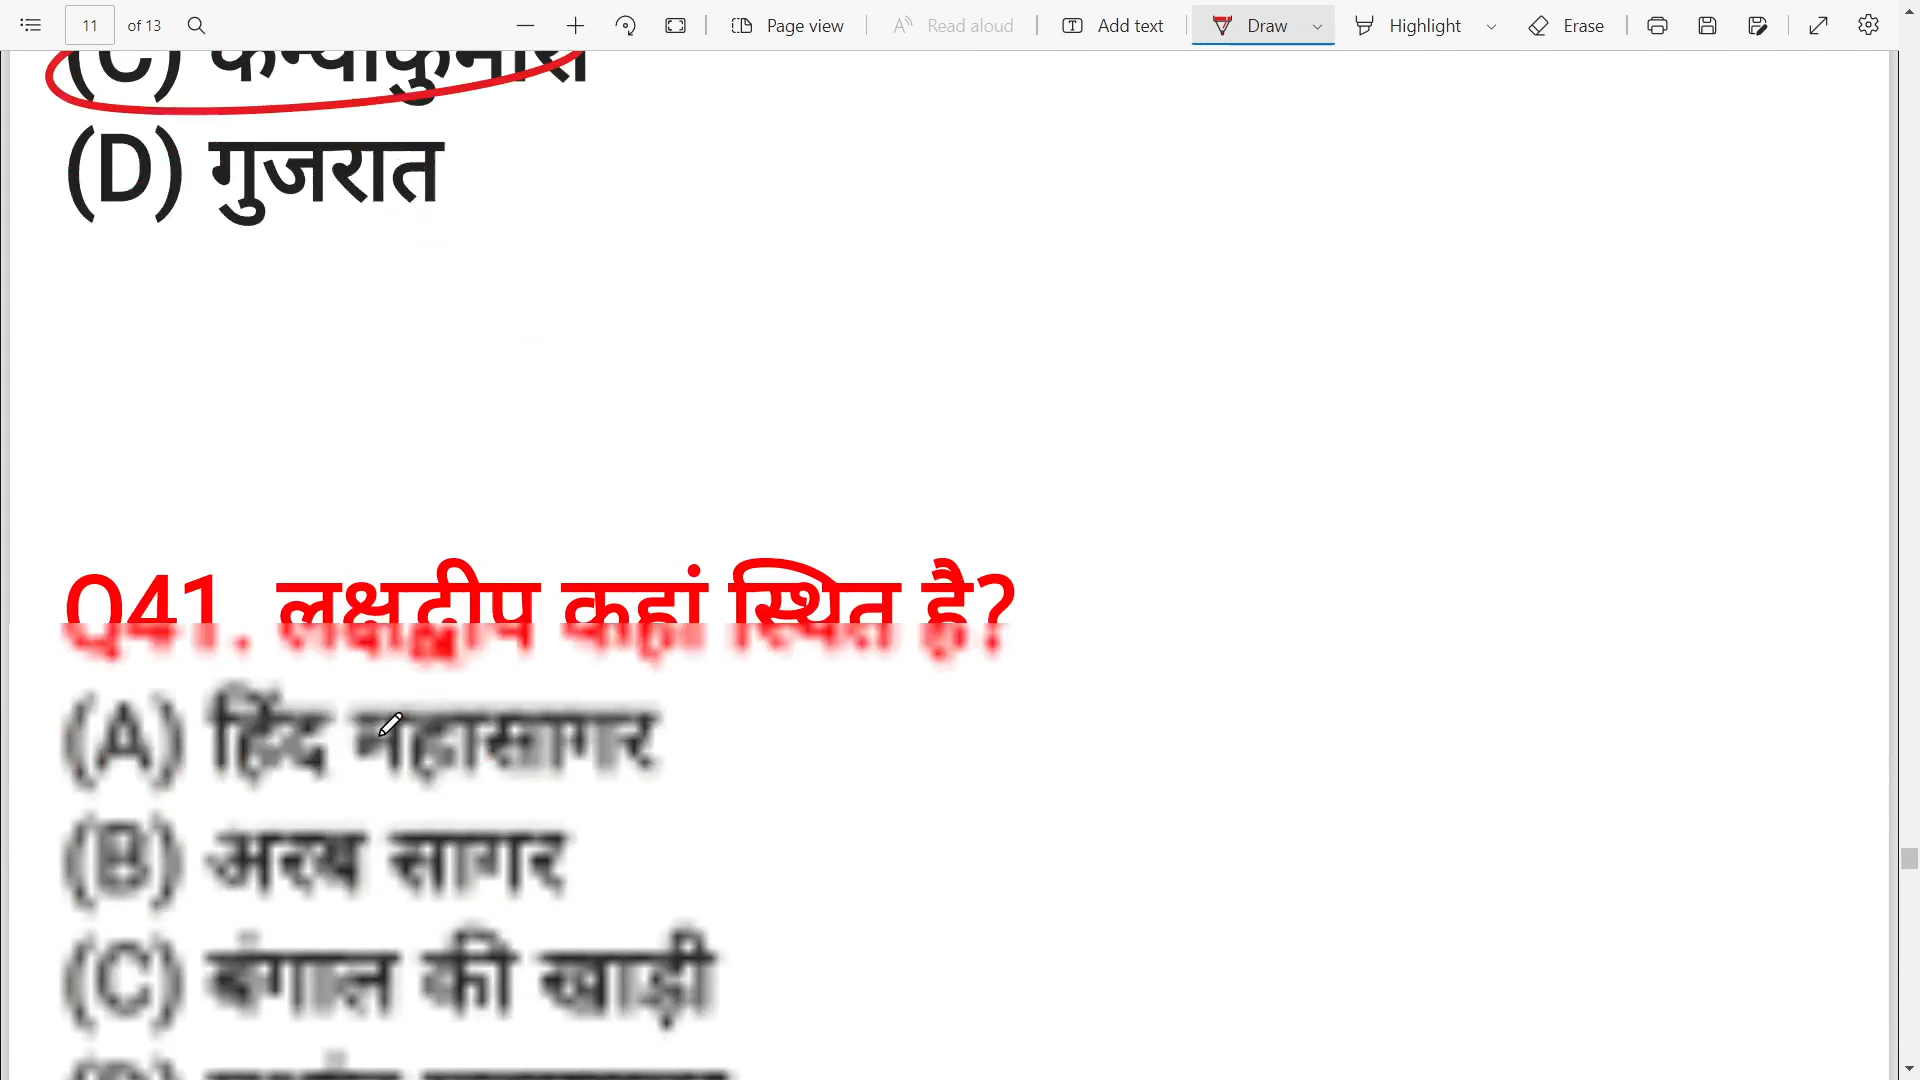 11 of 13 Page view Read aloud Add text Draw Highlight Erase
(C) कन्याकुमारी
(D) गुजरात
Q41. लक्षद्वीप कहां स्थित है?
(A) हिंद महासागर
(B) अरब सागर
(C) बंगाल की खाड़ी